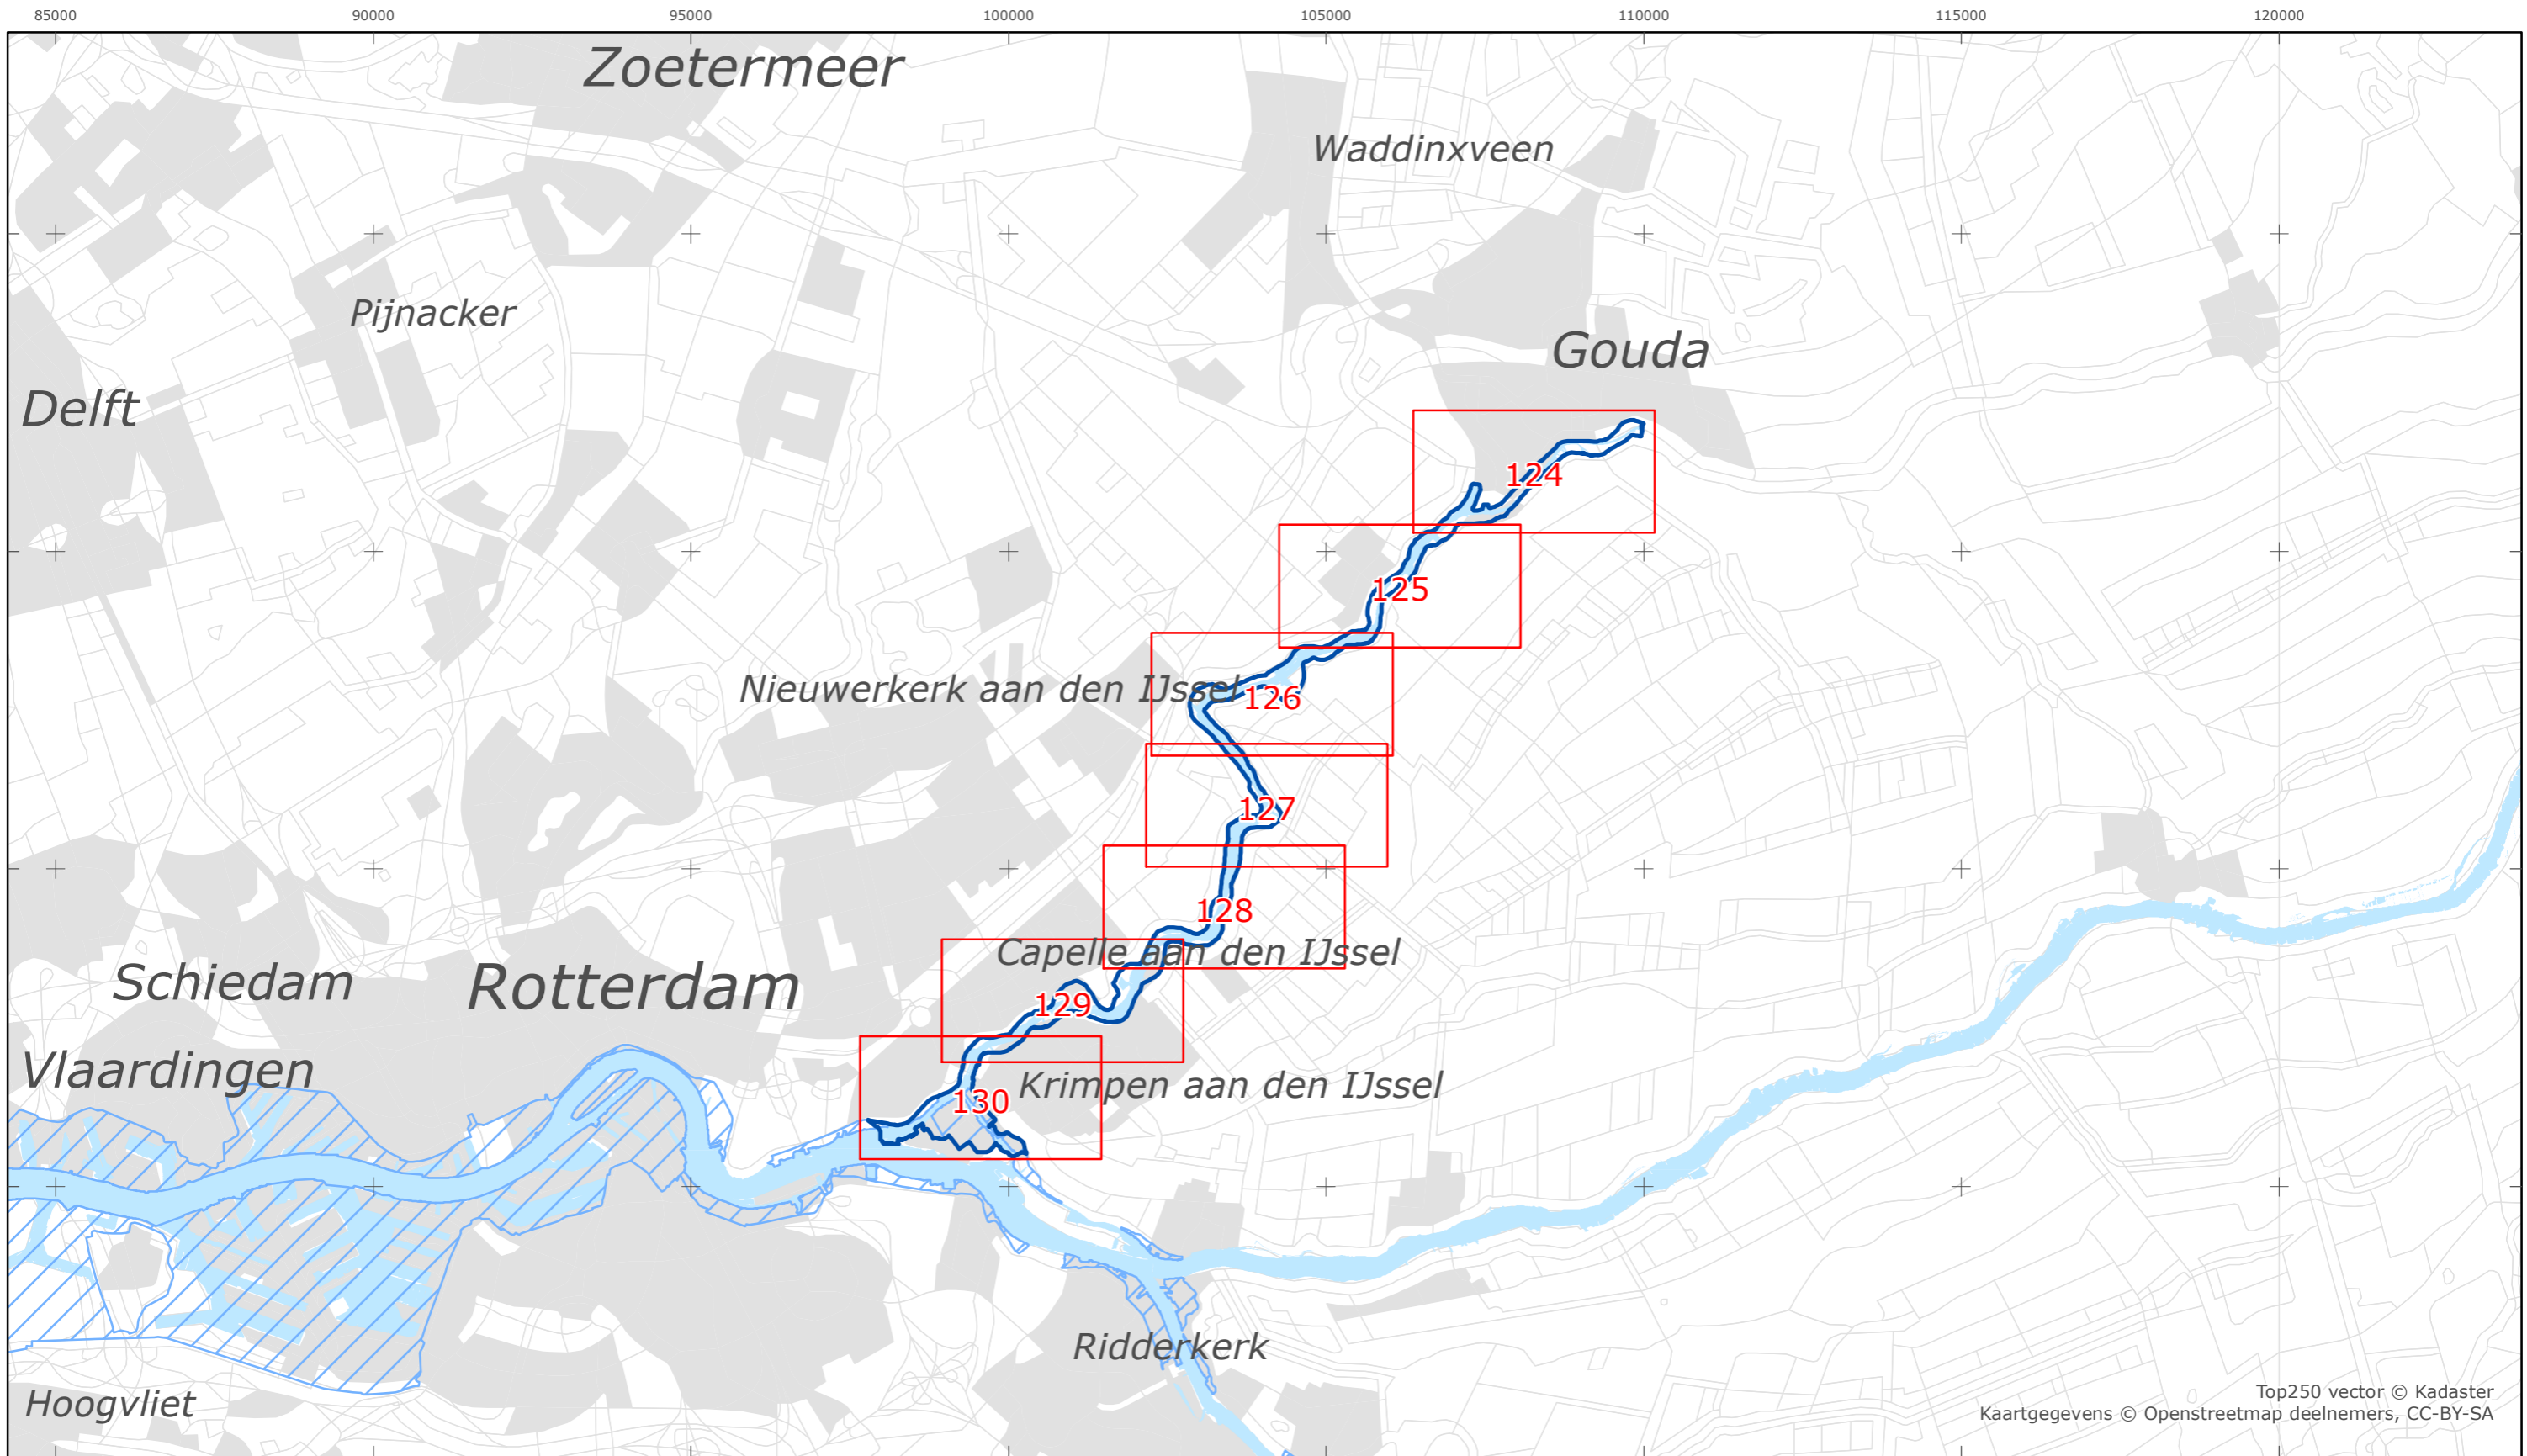 85000 90000 95000 100000 105000 110000 115000 120000
Zoetermeer
Waddinxveen
Pijnacker
Gouda
Delft
124
125
Nieuwerkerk aan den IJssel
126
127
128
Capelle aan den IJssel
Schiedam
Rotterdam
129
Vlaardingen
Krimpen aan den IJssel
130
Ridderkerk
Hoogvliet
Top250 vector © Kadaster
Kaartgegevens © Openstreetmap deelnemers, CC-BY-SA